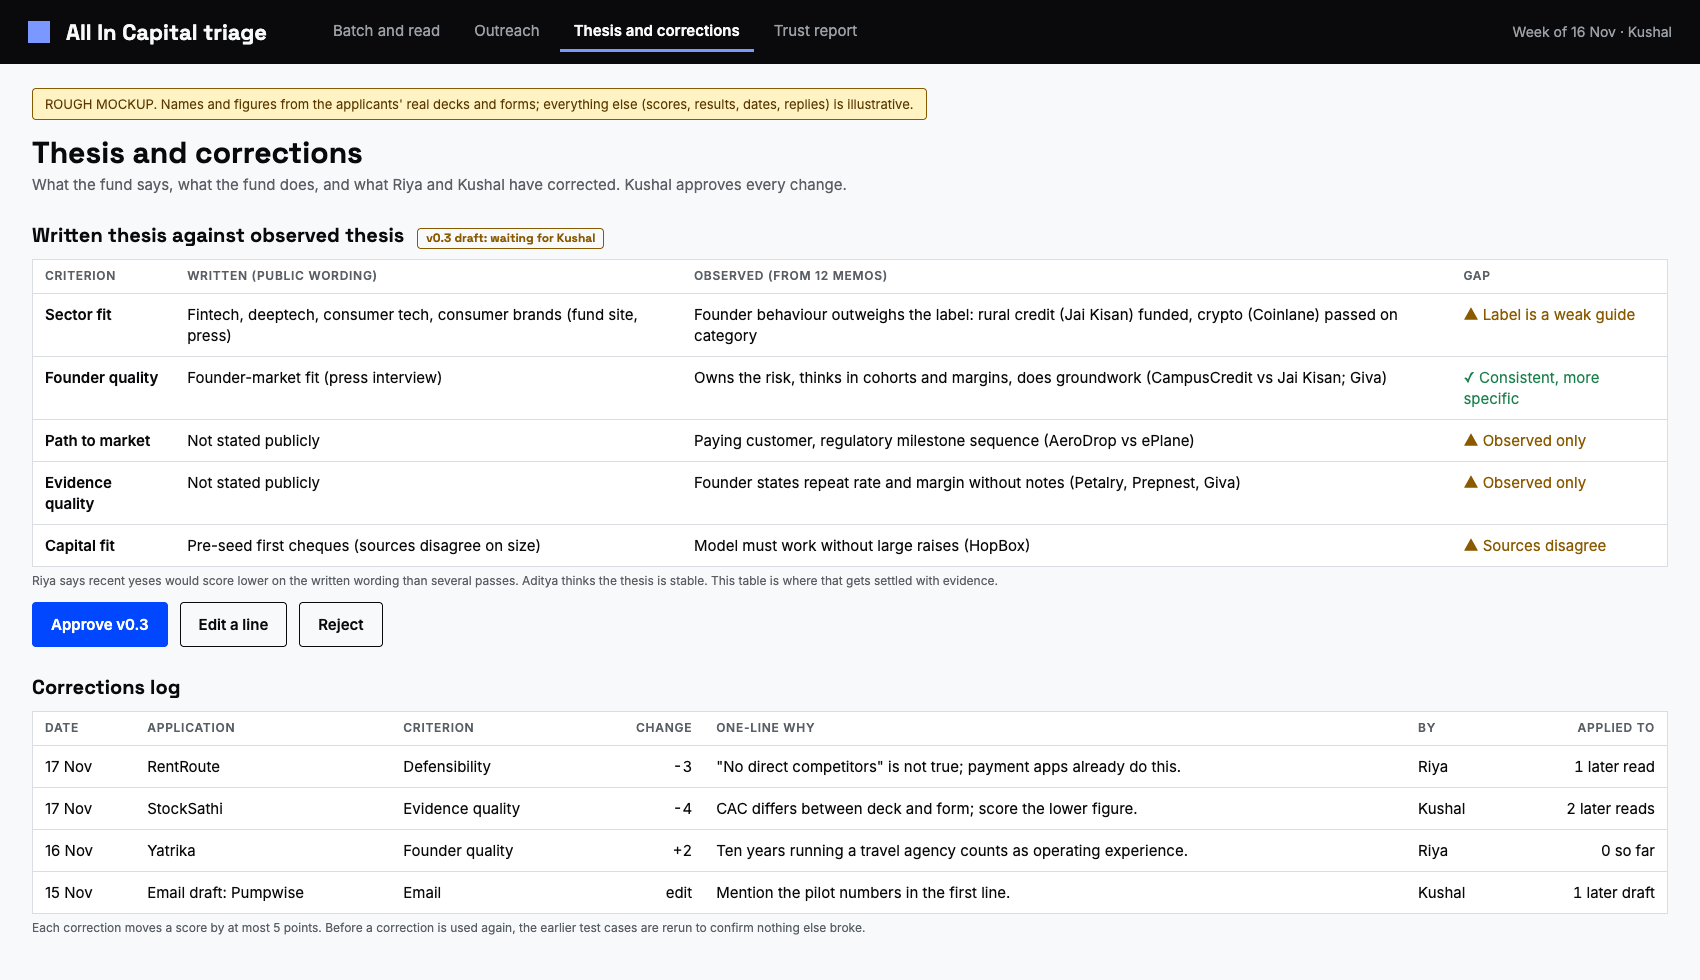 All In Capital triage
Batch and read
Outreach
Thesis and corrections
Trust report
Week of 16 Nov · Kushal
ROUGH MOCKUP. Names and figures from the applicants' real decks and forms; everything else (scores, results, dates, replies) is illustrative.
Thesis and corrections
What the fund says, what the fund does, and what Riya and Kushal have corrected. Kushal approves every change.
Written thesis against observed thesis
v0.3 draft: waiting for Kushal
CRITERION WRITTEN (PUBLIC WORDING) OBSERVED (FROM 12 MEMOS) GAP
Sector fit Fintech, deeptech, consumer tech, consumer brands (fund site, Founder behaviour outweighs the label: rural credit (Jai Kisan) funded, crypto (Coinlane) passed on ▲ Label is a weak guide
press) category
Founder quality Founder-market fit (press interview) Owns the risk, thinks in cohorts and margins, does groundwork (CampusCredit vs Jai Kisan; Giva) ✓ Consistent, more
specific
Path to market Not stated publicly Paying customer, regulatory milestone sequence (AeroDrop vs ePlane) ▲ Observed only
Evidence Not stated publicly Founder states repeat rate and margin without notes (Petalry, Prepnest, Giva) ▲ Observed only
quality
Capital fit Pre-seed first cheques (sources disagree on size) Model must work without large raises (HopBox) ▲ Sources disagree
Riya says recent yeses would score lower on the written wording than several passes. Aditya thinks the thesis is stable. This table is where that gets settled with evidence.
Approve v0.3
Edit a line
Reject
Corrections log
DATE APPLICATION CRITERION CHANGE ONE-LINE WHY BY APPLIED TO
17 Nov RentRoute Defensibility -3 "No direct competitors" is not true; payment apps already do this. Riya 1 later read
17 Nov StockSathi Evidence quality -4 CAC differs between deck and form; score the lower figure. Kushal 2 later reads
16 Nov Yatrika Founder quality +2 Ten years running a travel agency counts as operating experience. Riya 0 so far
15 Nov Email draft: Pumpwise Email edit Mention the pilot numbers in the first line. Kushal 1 later draft
Each correction moves a score by at most 5 points. Before a correction is used again, the earlier test cases are rerun to confirm nothing else broke.